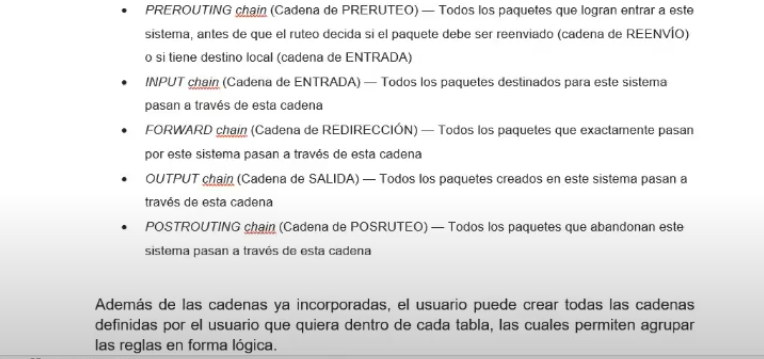 • PREROUTING chain (Cadena de PRERUTEO) — Todos los paquetes que logran entrar a este
sistema, antes de que el ruteo decida si el paquete debe ser reenviado (cadena de REENVÍO)
o si tiene destino local (cadena de ENTRADA)
• INPUT chain (Cadena de ENTRADA) — Todos los paquetes destinados para este sistema
pasan a través de esta cadena
• FORWARD chain (Cadena de REDIRECCIÓN) — Todos los paquetes que exactamente pasan
por este sistema pasan a través de esta cadena
• OUTPUT chain (Cadena de SALIDA) — Todos los paquetes creados en este sistema pasan a
través de esta cadena
• POSTROUTING chain (Cadena de POSRUTEO) — Todos los paquetes que abandonan este
sistema pasan a través de esta cadena
Además de las cadenas ya incorporadas, el usuario puede crear todas las cadenas
definidas por el usuario que quiera dentro de cada tabla, las cuales permiten agrupar
las reglas en forma lógica.